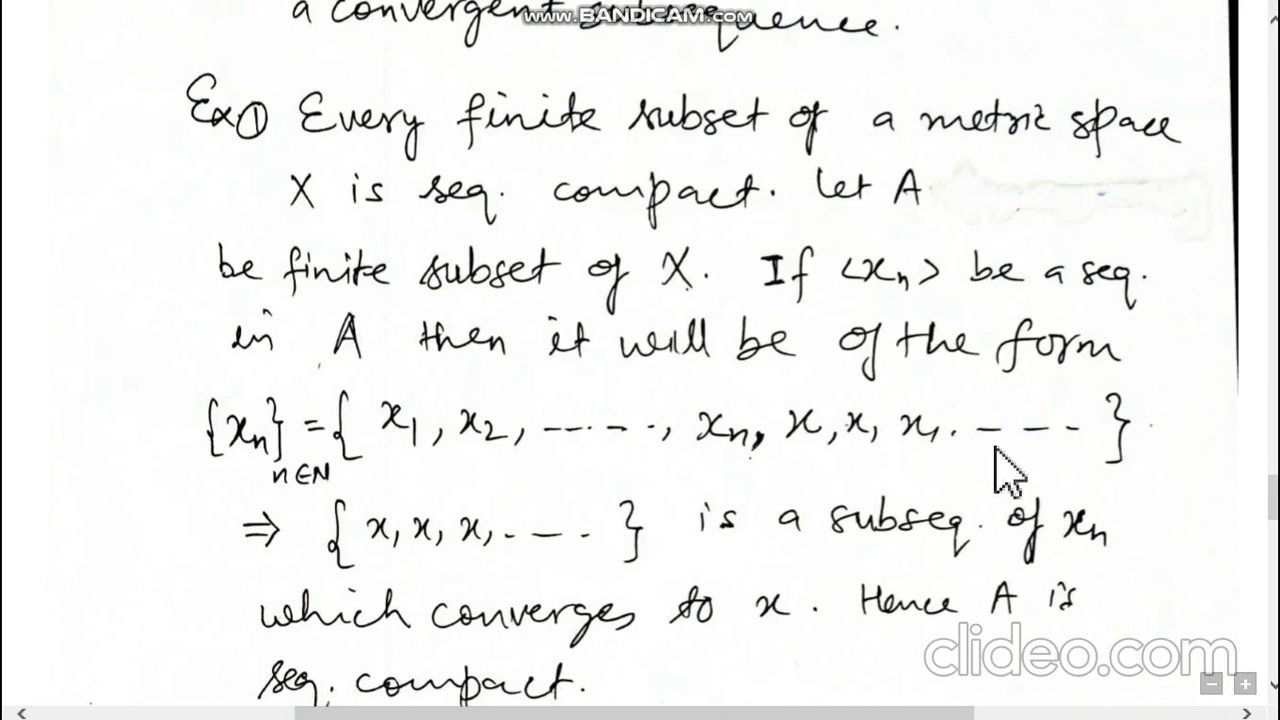 a convergent subsequence.
www.BANDICAM.com
Ex① Every finite subset of a metric space
X is seq. compact. Let A
be finite subset of X. If <xn> be a seq.
in A then it will be of the form
{xn} = { x1, x2, ......., xn, x, x, x, . - - - }
n∈N
⇒ { x, x, x, . - - . } is a subseq. of xn
which converges to x. Hence A is
seq. compact.
clideo.com